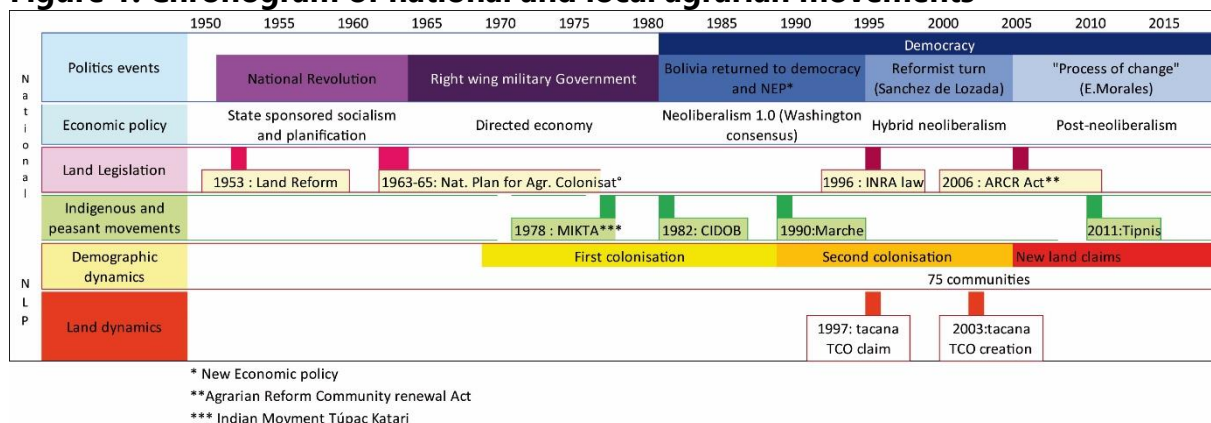 Figure 1. Chronogram of national and local agrarian movements
1950 1955 1960 1965 1970 1975 1980 1985 1990 1995 2000 2005 2010 2015
National
Politics events
Democracy
National Revolution
Right wing military Government
Bolivia returned to democracy
and NEP*
Reformist turn
(Sanchez de Lozada)
"Process of change"
(E.Morales)
Economic policy
State sponsored socialism
and planification
Directed economy
Neoliberalism 1.0 (Washington
consensus)
Hybrid neoliberalism
Post-neoliberalism
Land Legislation
1953 : Land Reform
1963-65: Nat. Plan for Agr. Colonisat°
1996 : INRA law
2006 : ARCR Act**
Indigenous and
peasant movements
1978 : MIKTA***
1982: CIDOB
1990:Marche
2011:Tipnis
NLP
Demographic
dynamics
First colonisation
Second colonisation
New land claims
75 communities
Land dynamics
1997: tacana
TCO claim
2003:tacana
TCO creation
* New Economic policy
**Agrarian Reform Community renewal Act
*** Indian Movment Túpac Katari